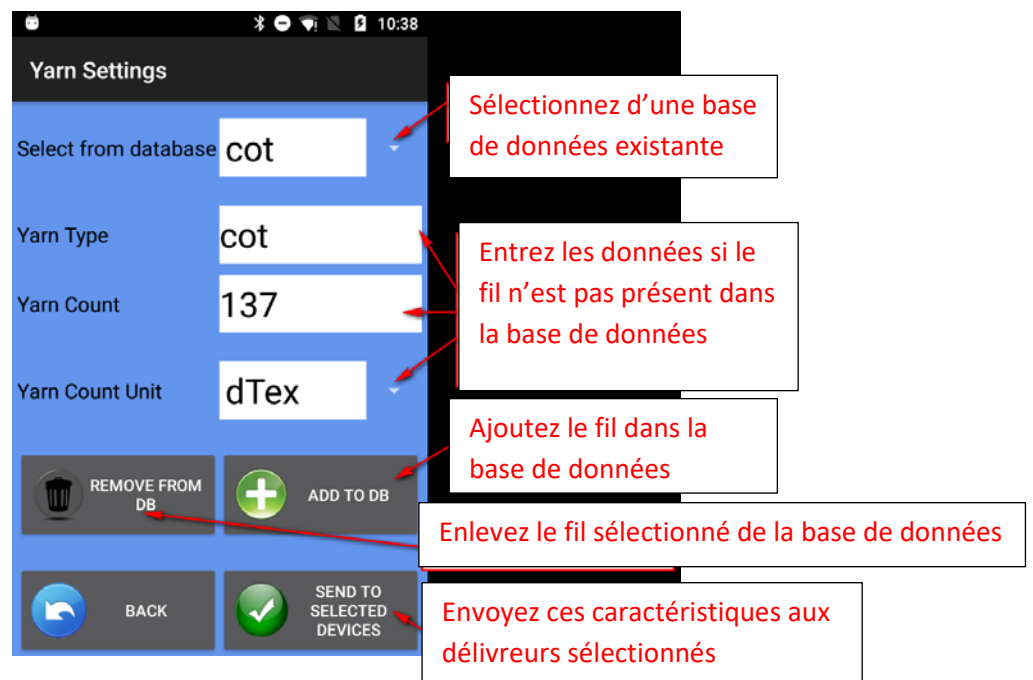 10:38
Yarn Settings
Select from database
cot
Sélectionnez d’une base
de données existante
Yarn Type
cot
Yarn Count
137
Yarn Count Unit
dTex
Entrez les données si le
fil n’est pas présent dans
la base de données
REMOVE FROM
DB
ADD TO DB
Ajoutez le fil dans la
base de données
Enlevez le fil sélectionné de la base de données
BACK
SEND TO
SELECTED
DEVICES
Envoyez ces caractéristiques aux
délivreurs sélectionnés